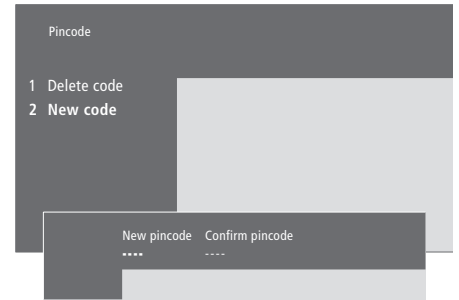 Pincode
1 Delete code
2 New code
New pincode Confirm pincode
---- ----